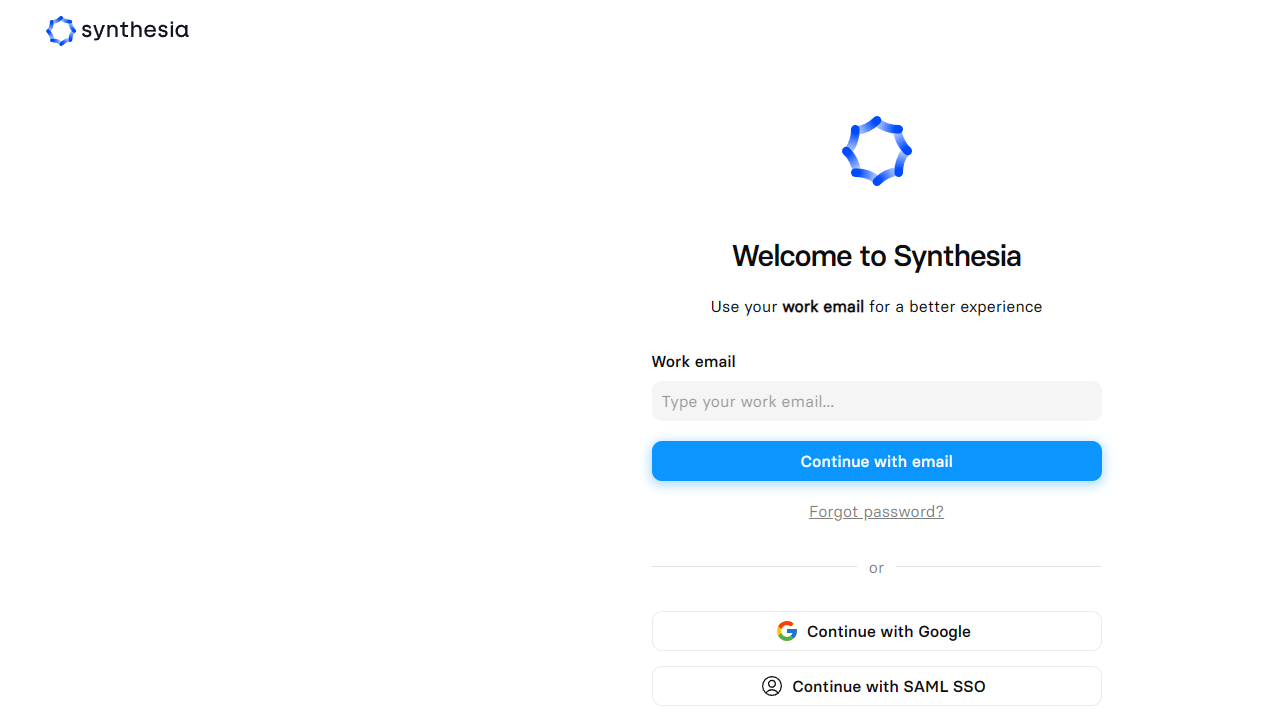 synthesia
Welcome to Synthesia
Use your work email for a better experience
Work email
Type your work email...
Continue with email
Forgot password?
or
Continue with Google
Continue with SAML SSO